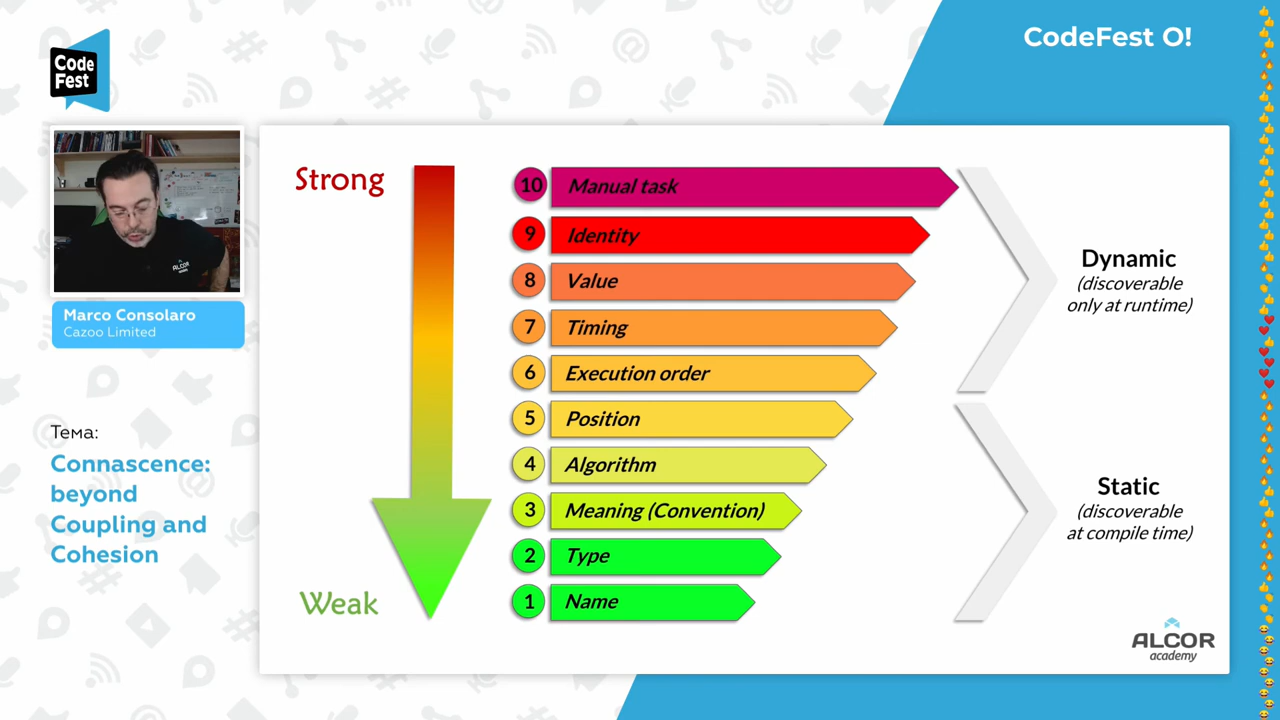 CodeFest O!
Code
Fest
Marco Consolaro
Cazoo Limited
Тема:
Connascence:
beyond
Coupling and
Cohesion
Strong
Weak
10 Manual task
9 Identity
8 Value
7 Timing
6 Execution order
5 Position
4 Algorithm
3 Meaning (Convention)
2 Type
1 Name
Dynamic
(discoverable
only at runtime)
Static
(discoverable
at compile time)
ALCOR
academy
ALCOR